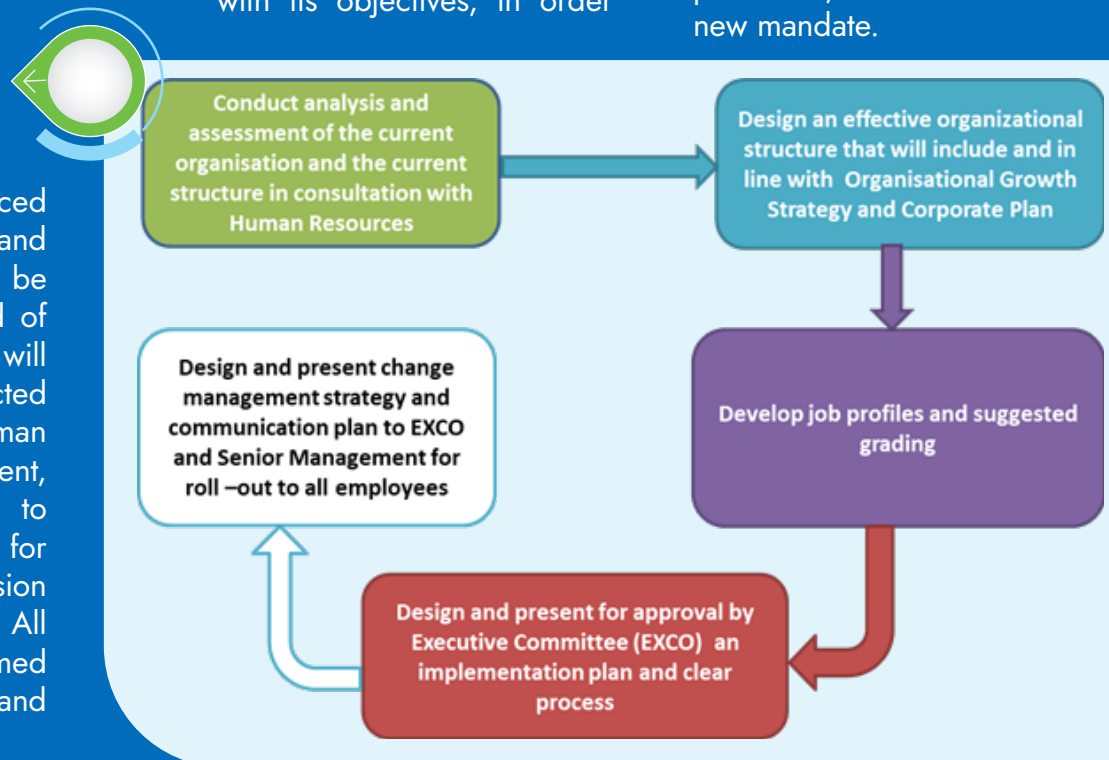 with its objectives, in order
new mandate.
ced
and
be
of
will
cted
man
ent,
to
for
sion
All
med
and
Conduct analysis and
assessment of the current
organisation and the current
structure in consultation with
Human Resources
Design an effective organizational
structure that will include and in
line with Organisational Growth
Strategy and Corporate Plan
Develop job profiles and suggested
grading
Design and present for approval by
Executive Committee (EXCO) an
implementation plan and clear
process
Design and present change
management strategy and
communication plan to EXCO
and Senior Management for
roll –out to all employees